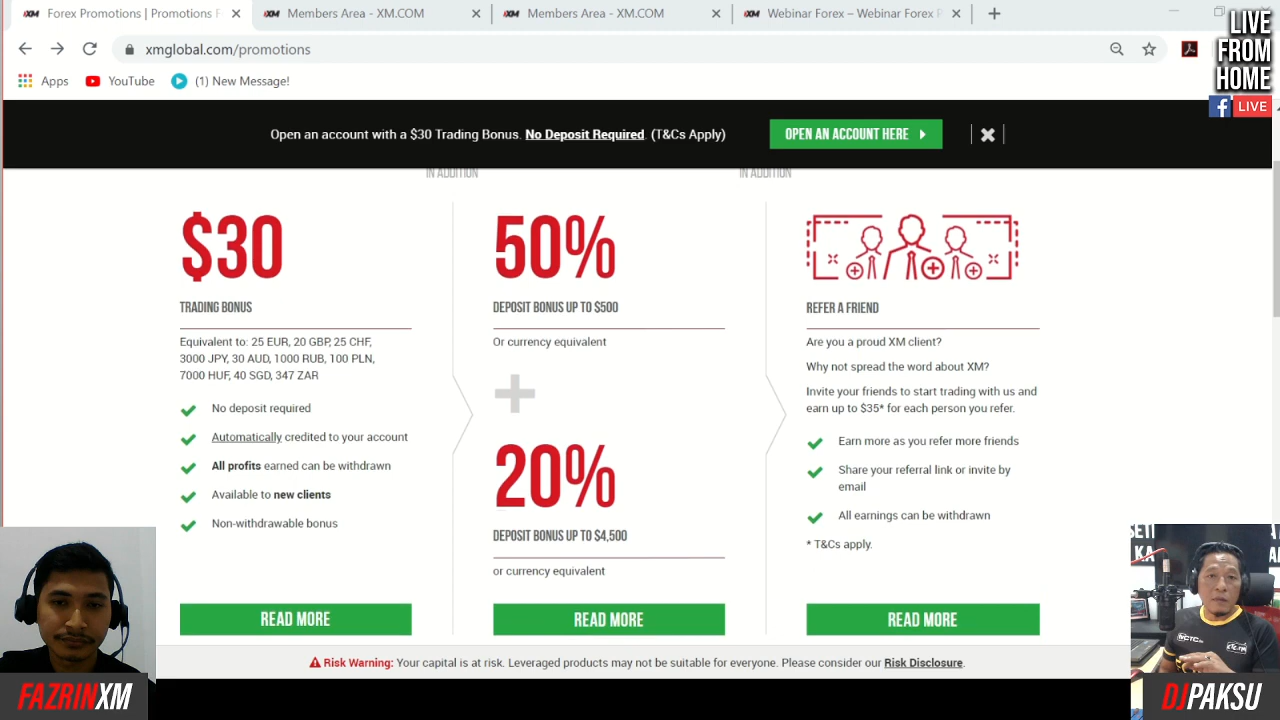 Forex Promotions | Promotions F
Members Area - XM.COM
Members Area - XM.COM
Webinar Forex – Webinar Forex P
xmglobal.com/promotions
Apps
YouTube
(1) New Message!
LIVE
FROM
HOME
LIVE
Open an account with a $30 Trading Bonus. No Deposit Required. (T&Cs Apply)
OPEN AN ACCOUNT HERE
IN ADDITION
IN ADDITION
$30
TRADING BONUS
Equivalent to: 25 EUR, 20 GBP, 25 CHF,
3000 JPY, 30 AUD, 1000 RUB, 100 PLN,
7000 HUF, 40 SGD, 347 ZAR
No deposit required
Automatically credited to your account
All profits earned can be withdrawn
Available to new clients
Non-withdrawable bonus
READ MORE
50%
DEPOSIT BONUS UP TO $500
Or currency equivalent
+
20%
DEPOSIT BONUS UP TO $4,500
or currency equivalent
READ MORE
REFER A FRIEND
Are you a proud XM client?
Why not spread the word about XM?
Invite your friends to start trading with us and
earn up to $35* for each person you refer.
Earn more as you refer more friends
Share your referral link or invite by
email
All earnings can be withdrawn
* T&Cs apply.
READ MORE
Risk Warning: Your capital is at risk. Leveraged products may not be suitable for everyone. Please consider our Risk Disclosure.
FAZRINXM
DJPAKSU